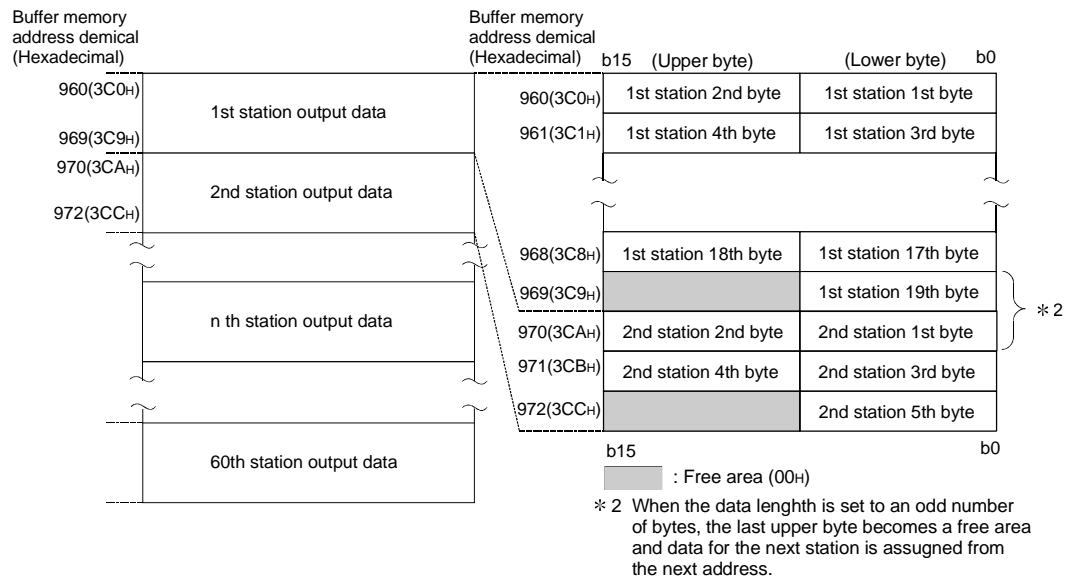 Buffer memory
address demical
(Hexadecimal)
960(3C0H)
969(3C9H)
970(3CAH)
972(3CCH)
1st station output data
2nd station output data
n th station output data
60th station output data
Buffer memory
address demical
(Hexadecimal)
b15 (Upper byte) (Lower byte) b0
960(3C0H) 1st station 2nd byte 1st station 1st byte
961(3C1H) 1st station 4th byte 1st station 3rd byte
968(3C8H) 1st station 18th byte 1st station 17th byte
969(3C9H) 1st station 19th byte
970(3CAH) 2nd station 2nd byte 2nd station 1st byte
971(3CBH) 2nd station 4th byte 2nd station 3rd byte
972(3CCH) 2nd station 5th byte
b15 b0
＊2
: Free area (00H)
＊2 When the data lenghth is set to an odd number
of bytes, the last upper byte becomes a free area
and data for the next station is assugned from
the next address.